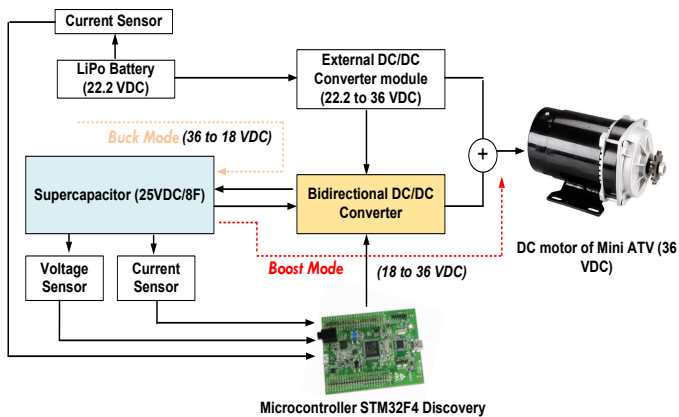 Current Sensor
LiPo Battery
(22.2 VDC)
External DC/DC
Converter module
(22.2 to 36 VDC)
Buck Mode (36 to 18 VDC)
+
Supercapacitor (25VDC/8F)
Bidirectional DC/DC
Converter
DC motor of Mini ATV (36
VDC)
Boost Mode
(18 to 36 VDC)
Voltage
Sensor
Current
Sensor
Microcontroller STM32F4 Discovery